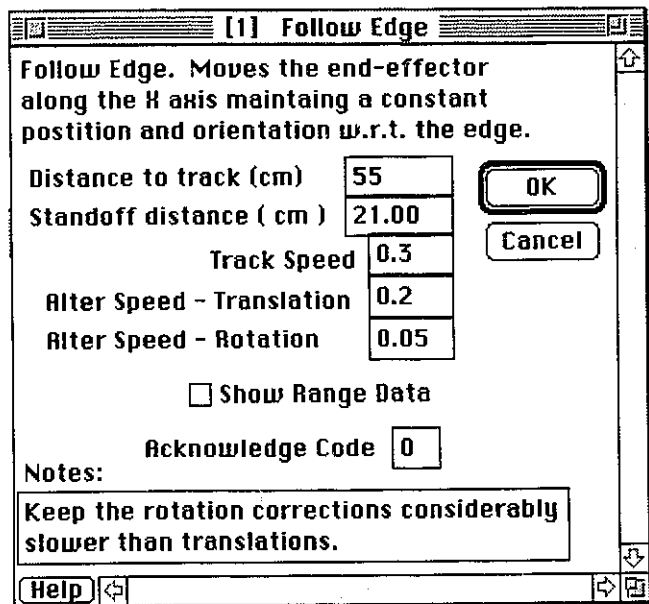 [1] Follow Edge
Follow Edge. Moves the end-effector
along the X axis maintaing a constant
postition and orientation w.r.t. the edge.
Distance to track (cm) 55
OK
Standoff distance ( cm ) 21.00
Cancel
Track Speed 0.3
Alter Speed - Translation 0.2
Alter Speed - Rotation 0.05
Show Range Data
Acknowledge Code 0
Notes:
Keep the rotation corrections considerably
slower than translations.
Help